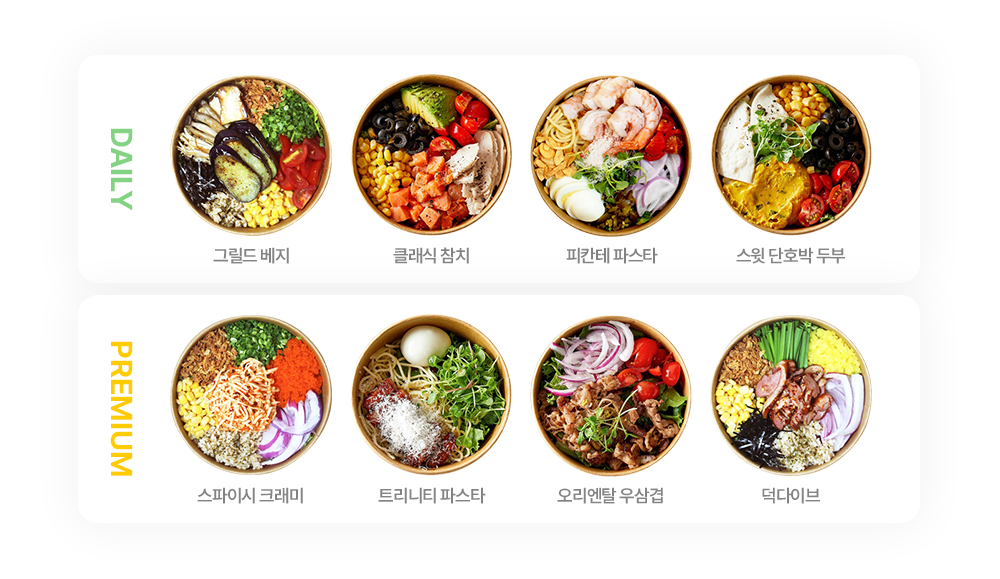 DAILY
그릴드 베지
클래식 참치
피칸테 파스타
스윗 단호박 두부
PREMIUM
스파이시 크래미
트리니티 파스타
오리엔탈 우삼겹
덕다이브